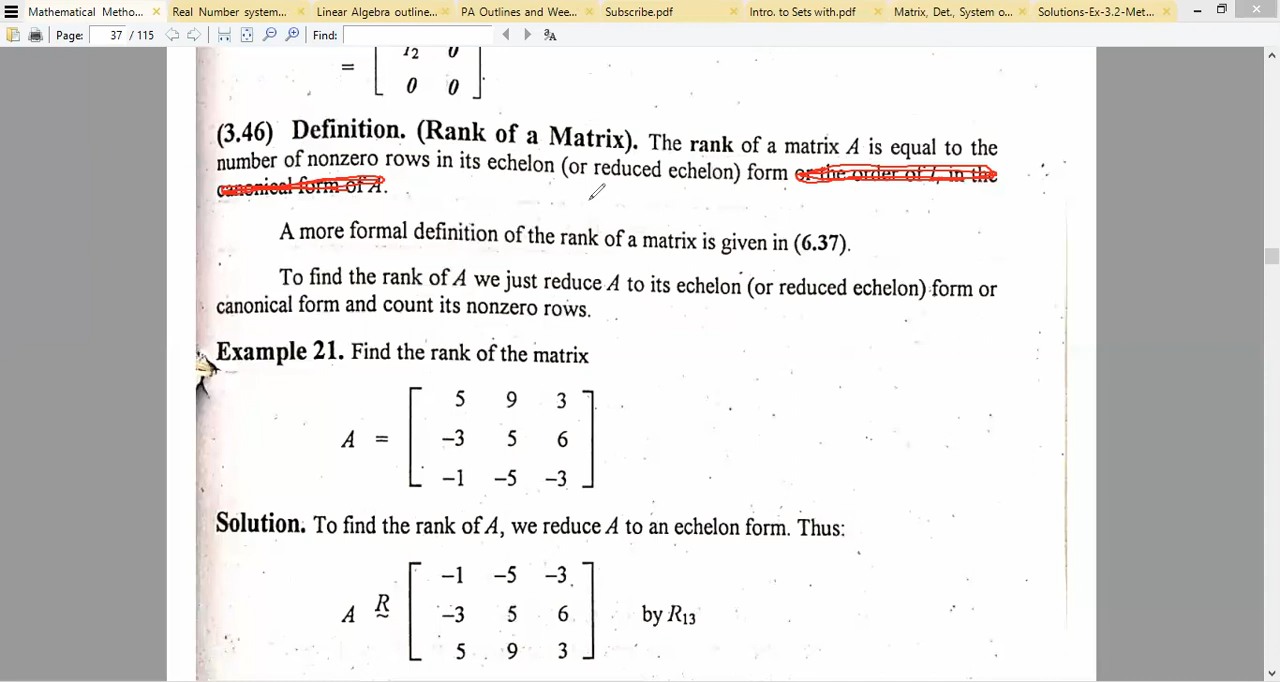 Mathematical Metho... × Real Number system... × Linear Algebra outline... × PA Outlines and Wee... × Subscribe.pdf × Intro. to Sets with.pdf × Matrix, Det., System o... × Solutions-Ex-3.2-Met... ×
Page: 37 / 115 Find:
= [ I2 0
0 0 ].
(3.46) Definition. (Rank of a Matrix). The rank of a matrix A is equal to the
number of nonzero rows in its echelon (or reduced echelon) form or the order of I, in the
canonical form of A.
A more formal definition of the rank of a matrix is given in (6.37).
To find the rank of A we just reduce A to its echelon (or reduced echelon) form or
canonical form and count its nonzero rows.
Example 21. Find the rank of the matrix
5 9 3
A = −3 5 6
−1 −5 −3
Solution. To find the rank of A, we reduce A to an echelon form. Thus:
−1 −5 −3
A R~ −3 5 6 by R13
5 9 3